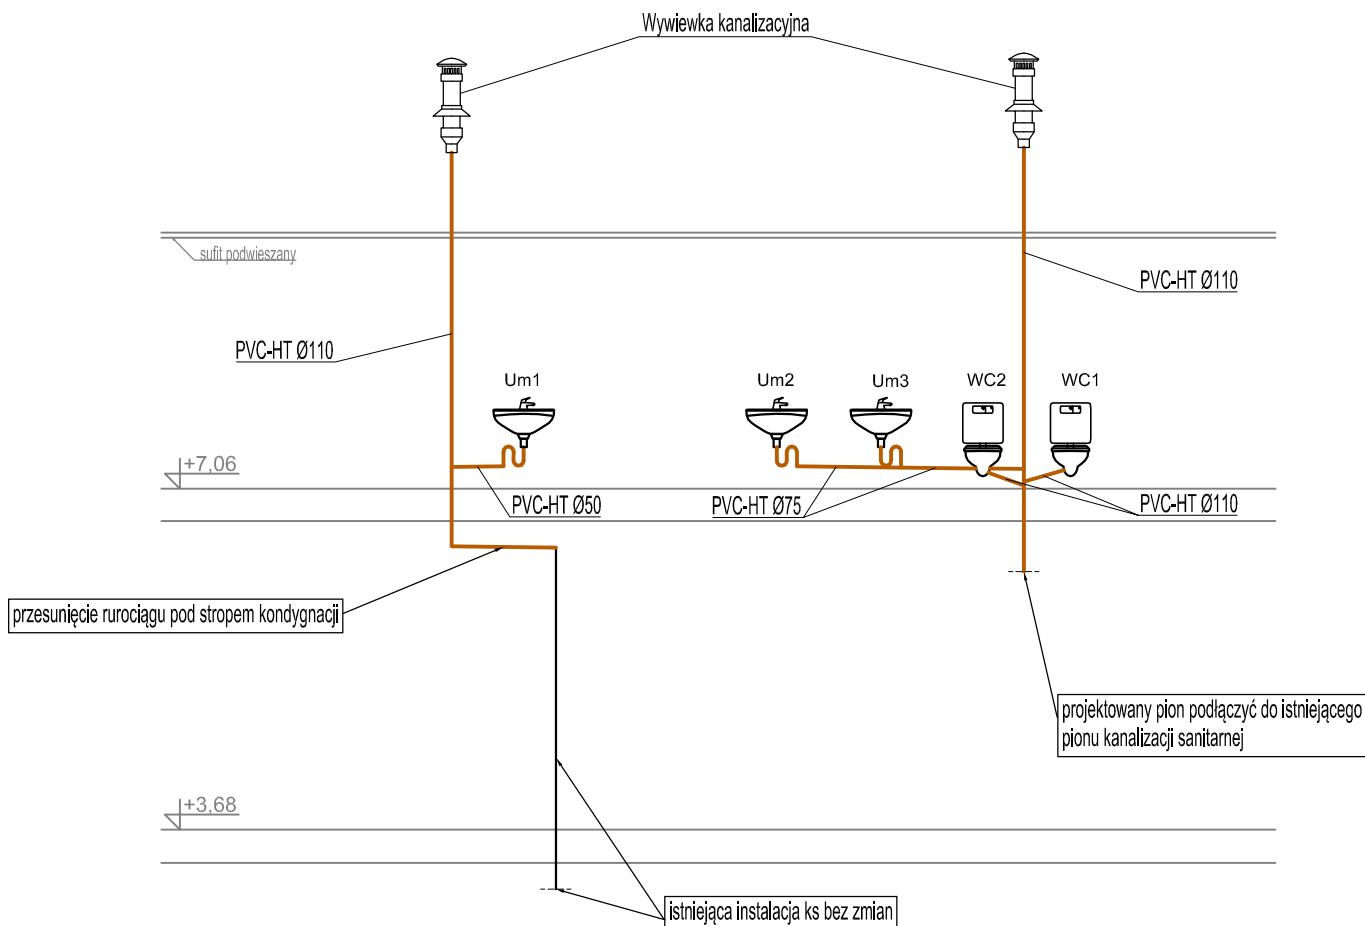 Wywiewka kanalizacyjna
sufit podwieszany
PVC-HT Ø110
PVC-HT Ø110
Um1
Um2
Um3
WC2
WC1
+7,06
PVC-HT Ø50
PVC-HT Ø75
PVC-HT Ø110
przesunięcie rurociągu pod stropem kondygnacji
projektowany pion podłączyć do istniejącego
pionu kanalizacji sanitarnej
+3,68
istniejąca instalacja ks bez zmian